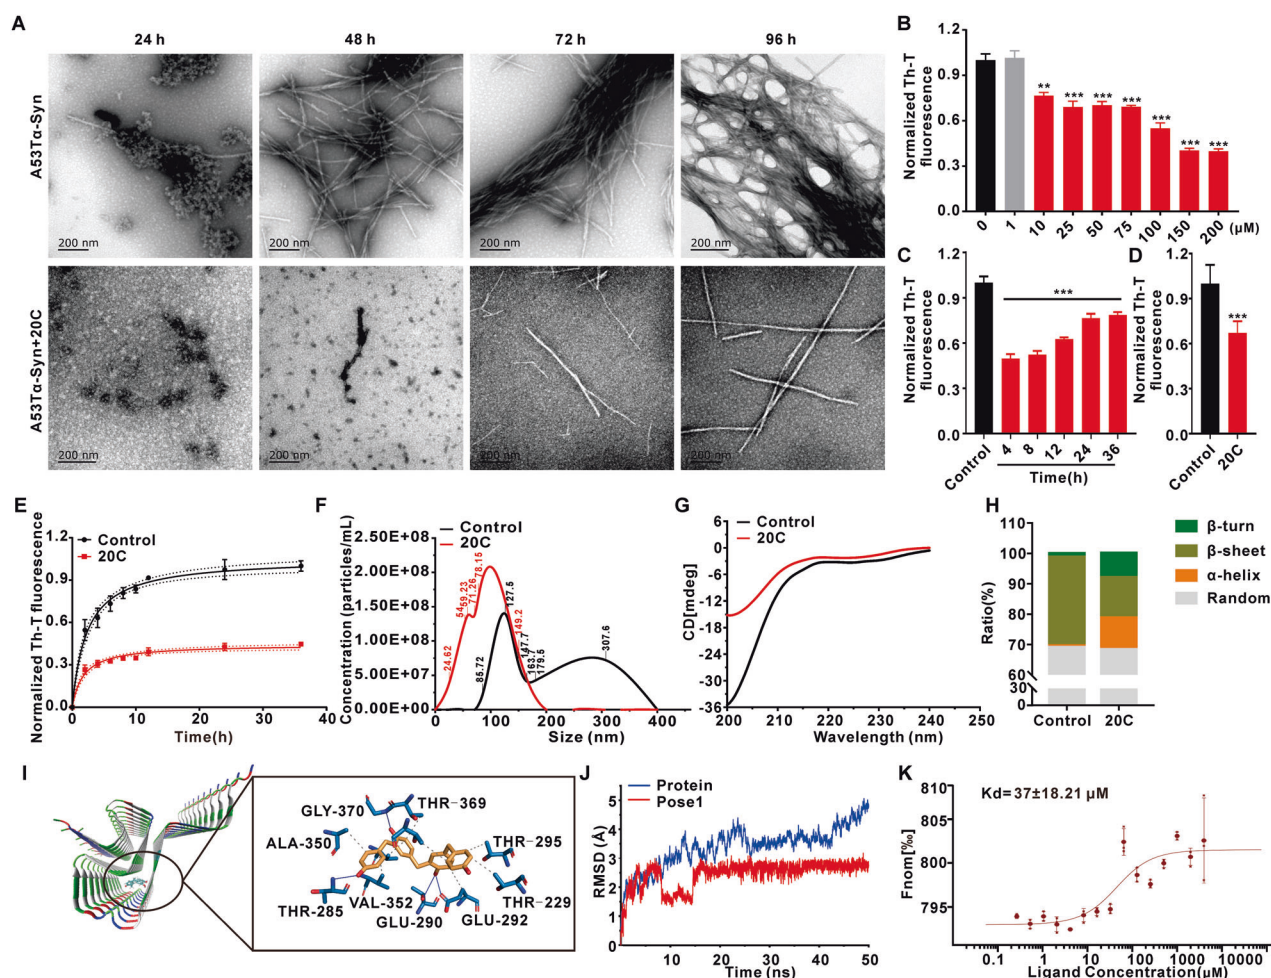 A
24 h
48 h
72 h
96 h
A53Tα-Syn
200 nm
200 nm
200 nm
200 nm
A53Tα-Syn+20C
200 nm
200 nm
200 nm
200 nm
B
Normalized Th-T
fluorescence
1.2
0.9
0.6
0.3
0.0
**
***
***
***
***
***
***
0
1
10
25
50
75
100
150
200
(µM)
C
Normalized Th-T
fluorescence
1.2
0.9
0.6
0.3
0.0
***
Control
4
8
12
24
36
Time(h)
D
Normalized Th-T
fluorescence
1.2
0.9
0.6
0.3
0.0
***
Control
20C
E
Normalized Th-T fluorescence
1.2
0.9
0.6
0.3
0.0
Control
20C
0
10
20
30
40
Time(h)
F
Concentration (particles/mL)
2.50E+08
2.00E+08
1.50E+08
1.00E+08
5.00E+07
0.00E+00
Control
20C
24.62
54
59.23
71.26
78.15
85.72
127.5
149.2
147.7
163.7
179.5
307.6
0
100
200
300
400
Size (nm)
G
CD[mdeg]
6
0
-6
-12
-18
-24
-30
-36
Control
20C
200
210
220
230
240
250
Wavelength (nm)
H
Ratio(%)
110
100
90
80
70
60
30
0
Control
20C
β-turn
β-sheet
α-helix
Random
I
GLY-370
THR-369
ALA-350
THR-295
THR-285
VAL-352
GLU-290
GLU-292
THR-229
J
RMSD (Å)
5
4
3
2
1
0
Protein
Pose1
0
10
20
30
40
50
Time (ns)
K
Fnom[‰]
810
805
800
795
Kd=37±18.21 µM
0.1
1
10
100
1000
10000
Ligand Concentration(µM)